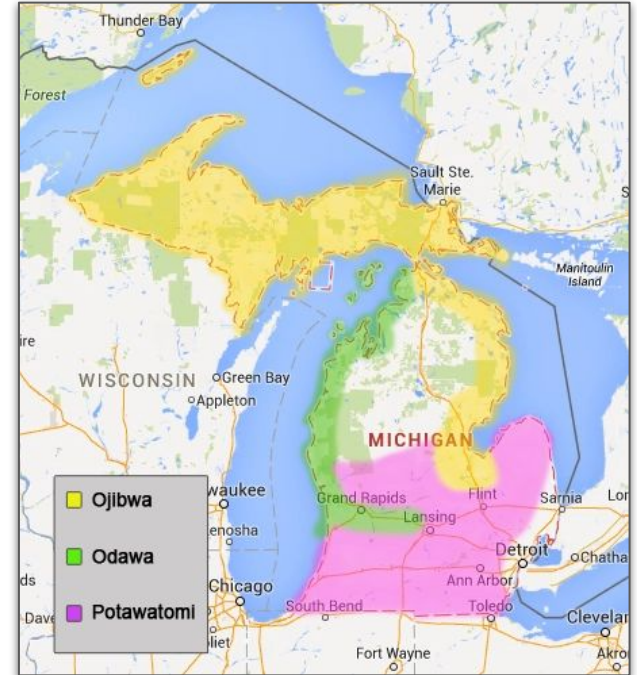 Thunder Bay
Forest
Sault Ste.
Marie
Manitoulin
Island
ire
WISCONSIN
Green Bay
Appleton
MICHIGAN
Ojibwa
waukee
Grand Rapids
Flint
Sarnia
Lon
Lansing
enosha
Odawa
Detroit
Chatha
ds
Ann Arbor
Chicago
Potawatomi
Dave
South Bend
Toledo
liet
Clevelan
Fort Wayne
Akro